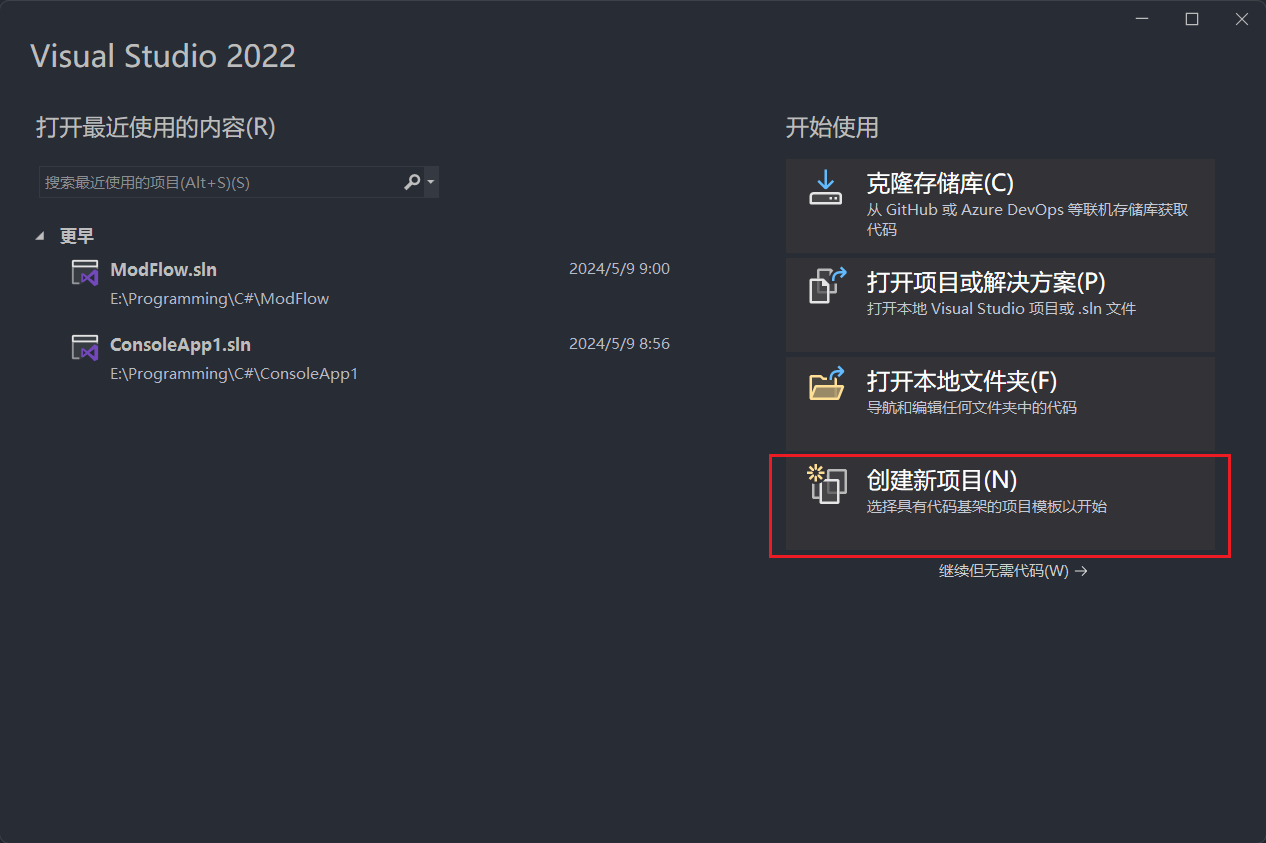 Visual Studio 2022
打开最近使用的内容(R)
搜索最近使用的项目(Alt+S)(S)
更早
ModFlow.sln
2024/5/9 9:00
E:\Programming\C#\ModFlow
ConsoleApp1.sln
2024/5/9 8:56
E:\Programming\C#\ConsoleApp1
开始使用
克隆存储库(C)
从 GitHub 或 Azure DevOps 等联机存储库获取
代码
打开项目或解决方案(P)
打开本地 Visual Studio 项目或 .sln 文件
打开本地文件夹(F)
导航和编辑任何文件夹中的代码
创建新项目(N)
选择具有代码基架的项目模板以开始
继续但无需代码(W) →